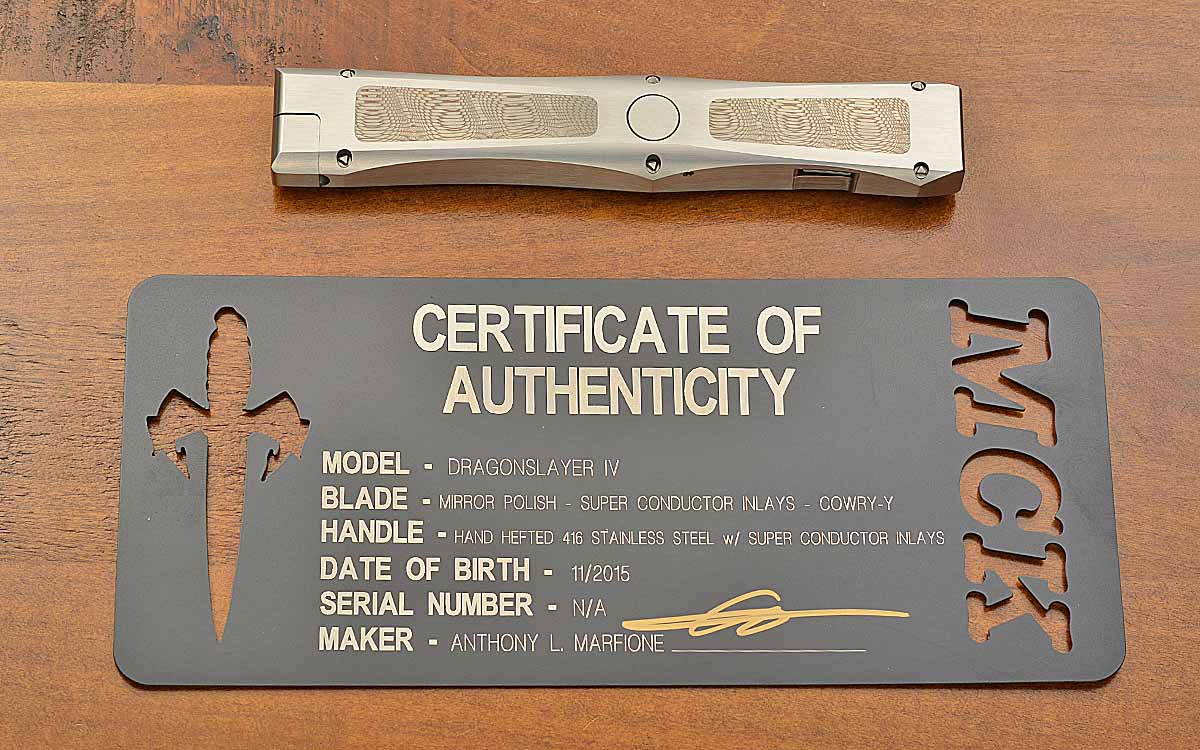 CERTIFICATE OF
AUTHENTICITY
MODEL - DRAGONSLAYER IV
BLADE - MIRROR POLISH - SUPER CONDUCTOR INLAYS - COWRY-Y
HANDLE - HAND HEFTED 416 STAINLESS STEEL w/ SUPER CONDUCTOR INLAYS
DATE OF BIRTH - 11/2015
SERIAL NUMBER - N/A
MAKER - ANTHONY L. MARFIONE
MCK